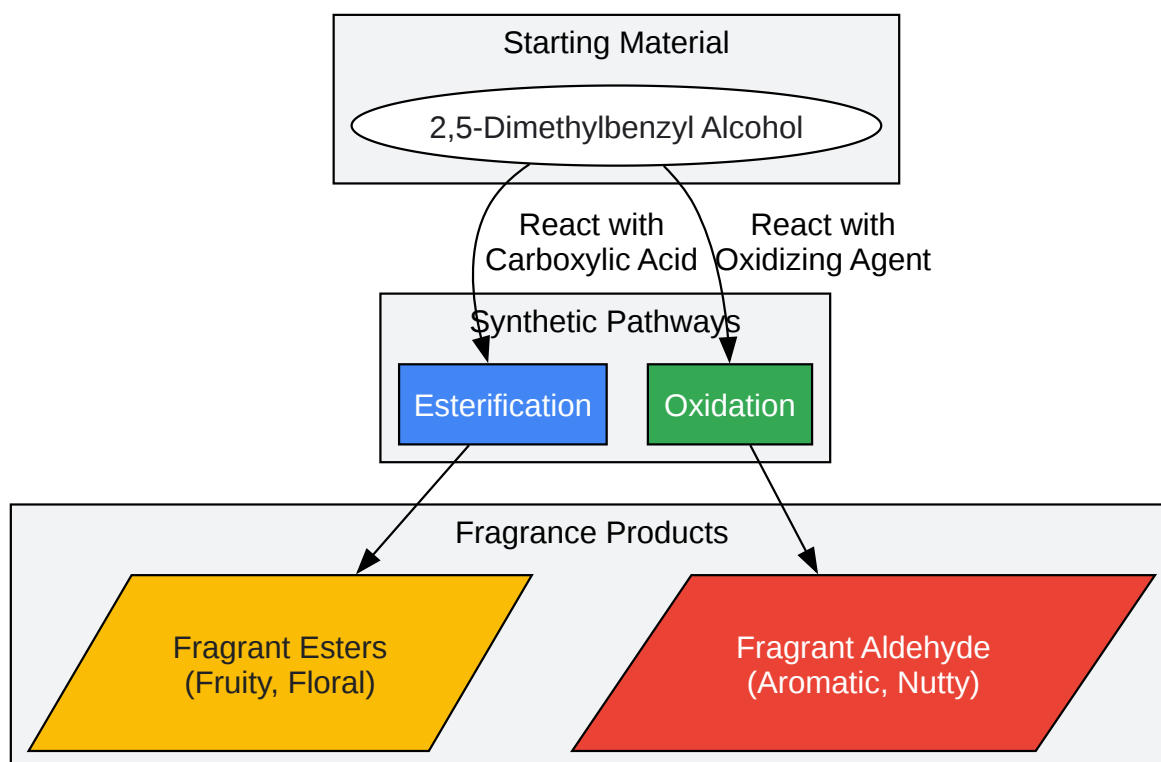 Starting Material
2,5-Dimethylbenzyl Alcohol
React with
Carboxylic Acid
React with
Oxidizing Agent
Synthetic Pathways
Esterification
Oxidation
Fragrance Products
Fragrant Esters
(Fruity, Floral)
Fragrant Aldehyde
(Aromatic, Nutty)